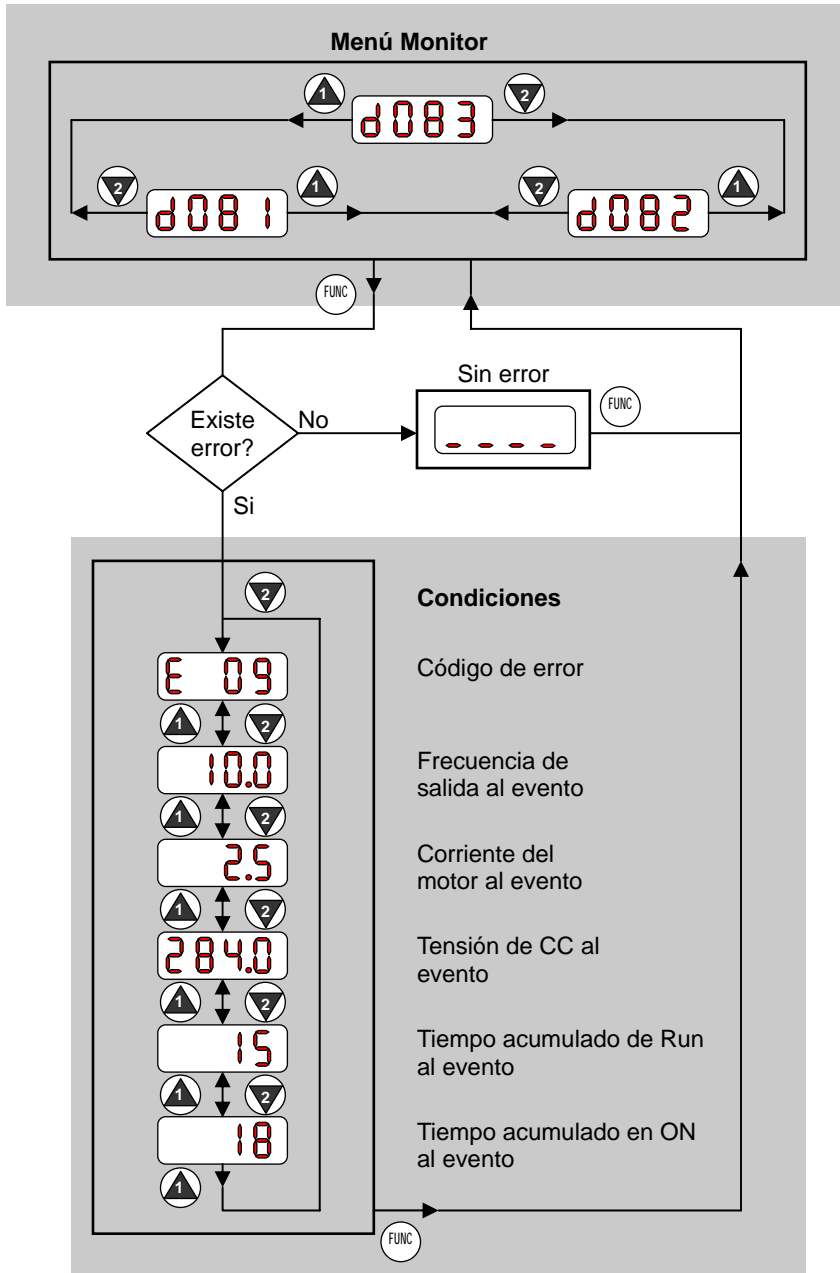 Menú Monitor
1
d083
2
2
d081
1
2
d082
1
FUNC
Existe
error?
No
Si
Sin error
_ _ _ _
FUNC
2
Condiciones
E 09
Código de error
1
2
10.0
Frecuencia de
salida al evento
1
2
2.5
Corriente del
motor al evento
1
2
284.0
Tensión de CC al
evento
1
2
15
Tiempo acumulado de Run
al evento
1
2
18
Tiempo acumulado en ON
al evento
1
FUNC